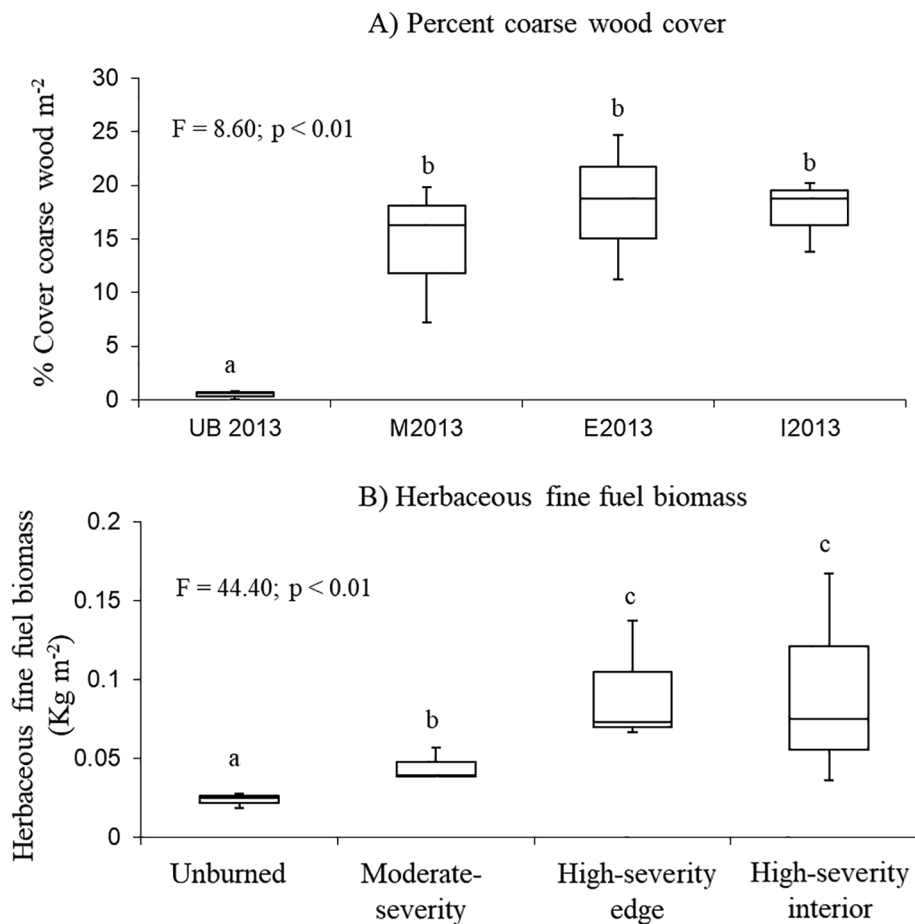 A) Percent coarse wood cover
% Cover coarse wood m⁻²
30
25
20
15
10
5
0
F = 8.60; p < 0.01
a
b
b
b
UB 2013
M2013
E2013
I2013
B) Herbaceous fine fuel biomass
Herbaceous fine fuel biomass
(Kg m⁻²)
0.2
0.15
0.1
0.05
0
F = 44.40; p < 0.01
a
b
c
c
Unburned
Moderate-
severity
High-severity
edge
High-severity
interior